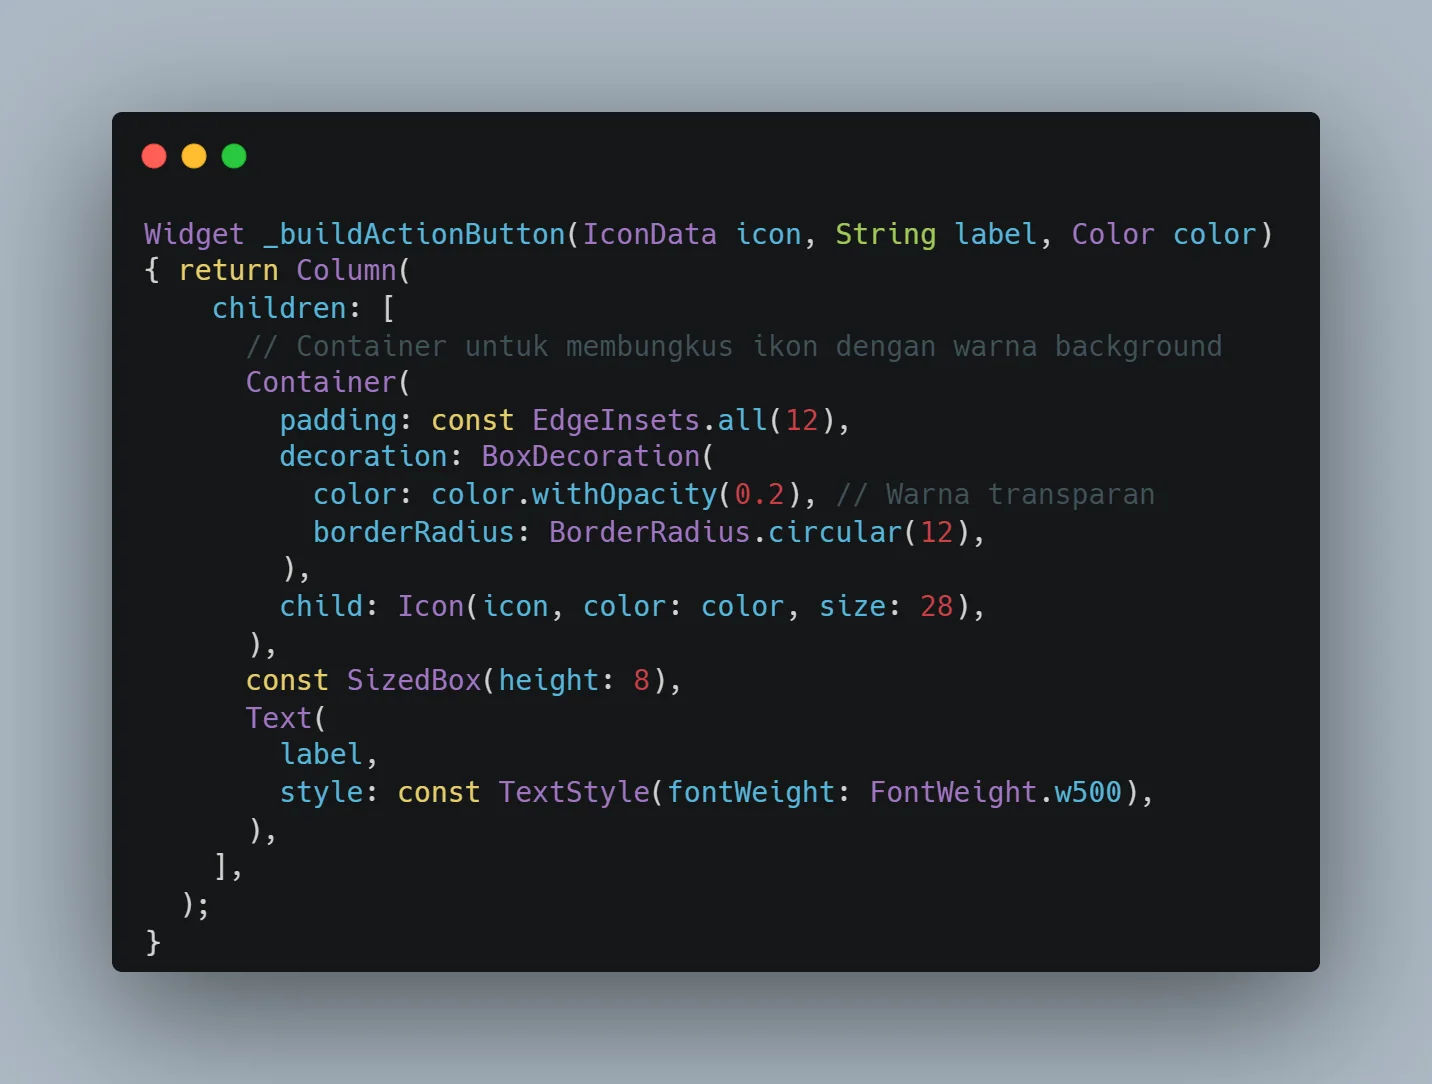 Widget _buildActionButton(IconData icon, String label, Color color)
{ return Column(
    children: [
      // Container untuk membungkus ikon dengan warna background
      Container(
        padding: const EdgeInsets.all(12),
        decoration: BoxDecoration(
          color: color.withOpacity(0.2), // Warna transparan
          borderRadius: BorderRadius.circular(12),
        ),
        child: Icon(icon, color: color, size: 28),
      ),
      const SizedBox(height: 8),
      Text(
        label,
        style: const TextStyle(fontWeight: FontWeight.w500),
      ),
    ],
  );
}